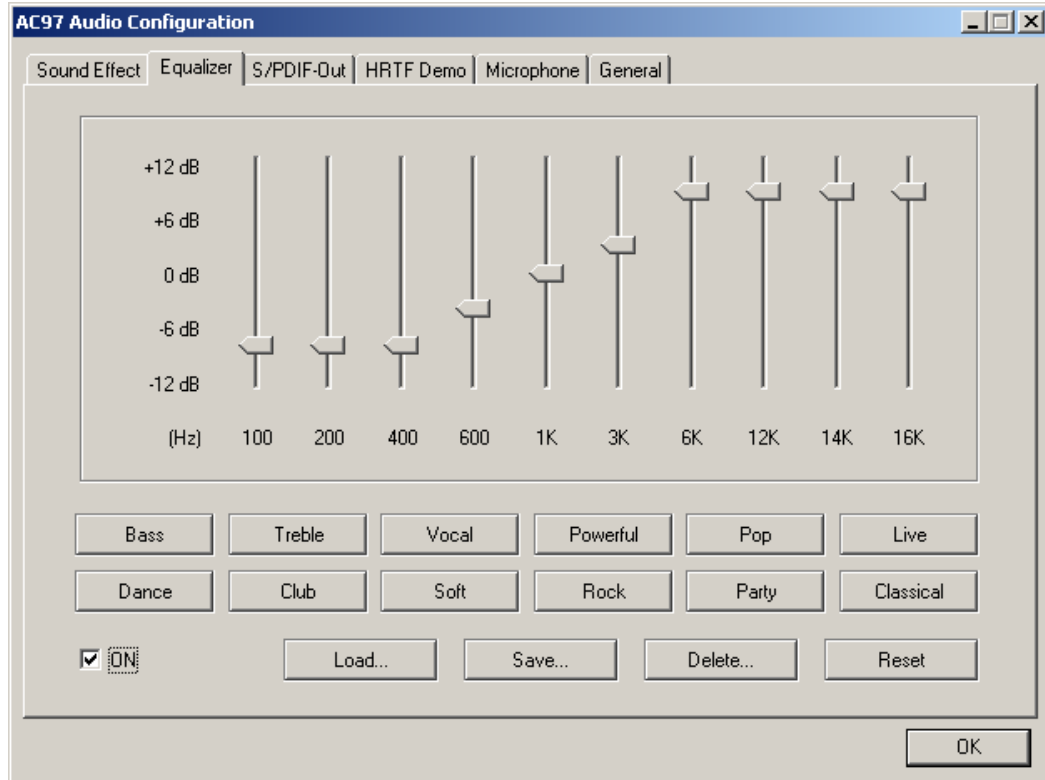 AC97 Audio Configuration
Sound Effect Equalizer S/PDIF-Out HRTF Demo Microphone General
+12 dB
+6 dB
0 dB
-6 dB
-12 dB
(Hz) 100 200 400 600 1K 3K 6K 12K 14K 16K
Bass Treble Vocal Powerful Pop Live
Dance Club Soft Rock Party Classical
ON Load... Save... Delete... Reset
OK